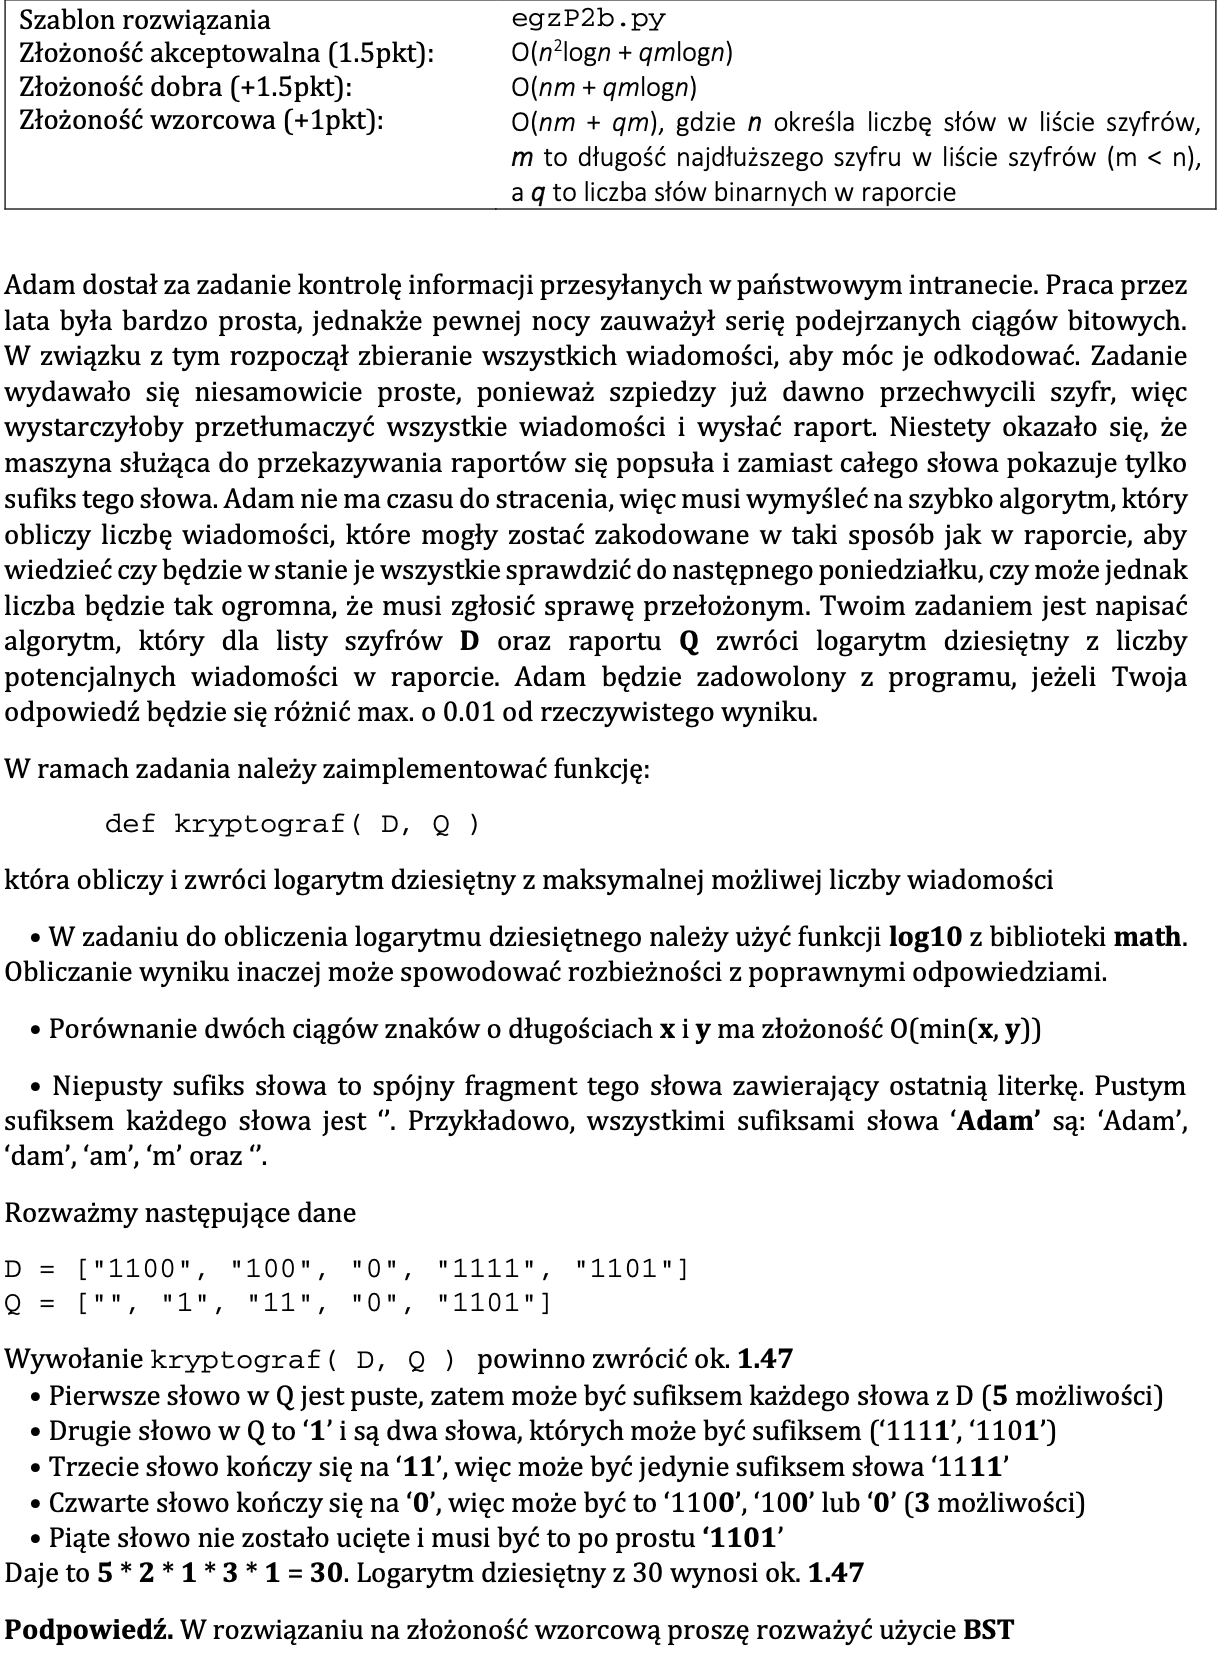 Szablon rozwiązania egzP2b.py
Złożoność akceptowalna (1.5pkt): O(n²logn + qmlogn)
Złożoność dobra (+1.5pkt): O(nm + qmlogn)
Złożoność wzorcowa (+1pkt): O(nm + qm), gdzie n określa liczbę słów w liście szyfrów,
m to długość najdłuższego szyfru w liście szyfrów (m < n),
a q to liczba słów binarnych w raporcie
Adam dostał za zadanie kontrolę informacji przesyłanych w państwowym intranecie. Praca przez
lata była bardzo prosta, jednakże pewnej nocy zauważył serię podejrzanych ciągów bitowych.
W związku z tym rozpoczął zbieranie wszystkich wiadomości, aby móc je odkodować. Zadanie
wydawało się niesamowicie proste, ponieważ szpiedzy już dawno przechwycili szyfr, więc
wystarczyłoby przetłumaczyć wszystkie wiadomości i wysłać raport. Niestety okazało się, że
maszyna służąca do przekazywania raportów się popsuła i zamiast całego słowa pokazuje tylko
sufiks tego słowa. Adam nie ma czasu do stracenia, więc musi wymyśleć na szybko algorytm, który
obliczy liczbę wiadomości, które mogły zostać zakodowane w taki sposób jak w raporcie, aby
wiedzieć czy będzie w stanie je wszystkie sprawdzić do następnego poniedziałku, czy może jednak
liczba będzie tak ogromna, że musi zgłosić sprawę przełożonym. Twoim zadaniem jest napisać
algorytm, który dla listy szyfrów D oraz raportu Q zwróci logarytm dziesiętny z liczby
potencjalnych wiadomości w raporcie. Adam będzie zadowolony z programu, jeżeli Twoja
odpowiedź będzie się różnić max. o 0.01 od rzeczywistego wyniku.
W ramach zadania należy zaimplementować funkcję:
def kryptograf( D, Q )
która obliczy i zwróci logarytm dziesiętny z maksymalnej możliwej liczby wiadomości
• W zadaniu do obliczenia logarytmu dziesiętnego należy użyć funkcji log10 z biblioteki math.
Obliczanie wyniku inaczej może spowodować rozbieżności z poprawnymi odpowiedziami.
• Porównanie dwóch ciągów znaków o długościach x i y ma złożoność O(min(x, y))
• Niepusty sufiks słowa to spójny fragment tego słowa zawierający ostatnią literkę. Pustym
sufiksem każdego słowa jest ‘’. Przykładowo, wszystkimi sufiksami słowa ‘Adam’ są: ‘Adam’,
‘dam’, ‘am’, ‘m’ oraz ‘’.
Rozważmy następujące dane
D = ["1100", "100", "0", "1111", "1101"]
Q = ["", "1", "11", "0", "1101"]
Wywołanie kryptograf( D, Q ) powinno zwrócić ok. 1.47
• Pierwsze słowo w Q jest puste, zatem może być sufiksem każdego słowa z D (5 możliwości)
• Drugie słowo w Q to ‘1’ i są dwa słowa, których może być sufiksem (‘1111’, ‘1101’)
• Trzecie słowo kończy się na ‘11’, więc może być jedynie sufiksem słowa ‘1111’
• Czwarte słowo kończy się na ‘0’, więc może być to ‘1100’, ‘100’ lub ‘0’ (3 możliwości)
• Piąte słowo nie zostało ucięte i musi być to po prostu ‘1101’
Daje to 5 * 2 * 1 * 3 * 1 = 30. Logarytm dziesiętny z 30 wynosi ok. 1.47
Podpowiedź. W rozwiązaniu na złożoność wzorcową proszę rozważyć użycie BST